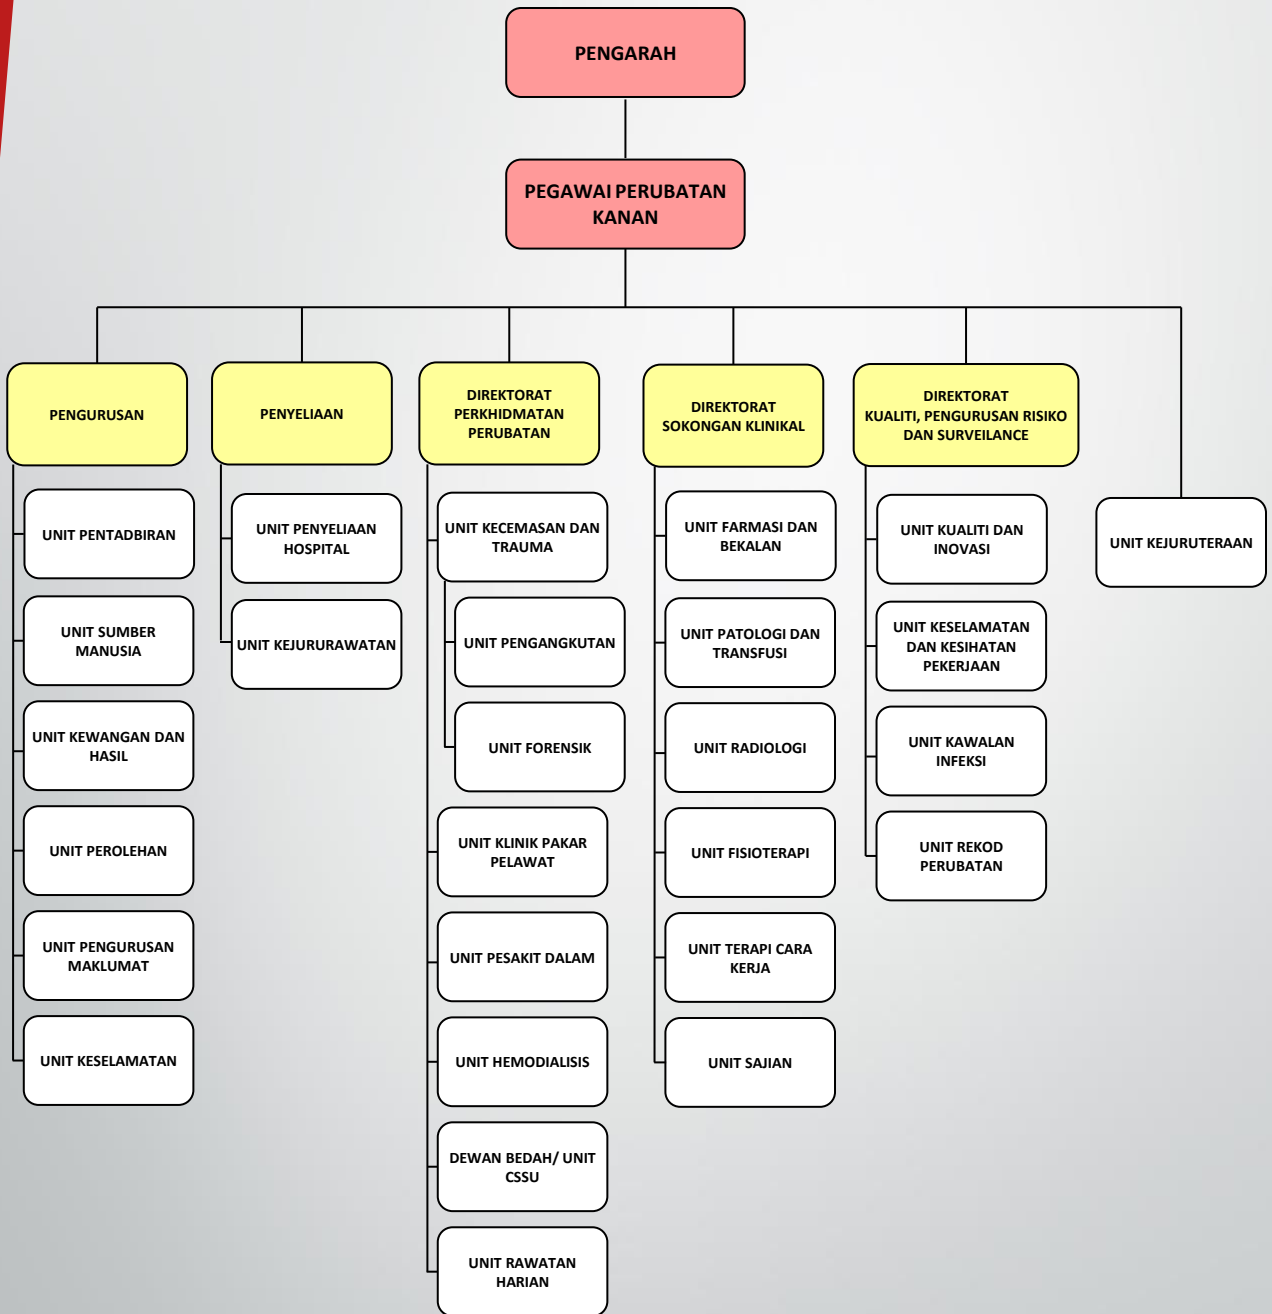 PENGARAH
PEGAWAI PERUBATAN
KANAN
PENGURUSAN
PENYELIAAN
DIREKTORAT
PERKHIDMATAN
PERUBATAN
DIREKTORAT
SOKONGAN KLINIKAL
DIREKTORAT
KUALITI, PENGURUSAN RISIKO
DAN SURVEILANCE
UNIT PENTADBIRAN
UNIT SUMBER
MANUSIA
UNIT KEWANGAN DAN
HASIL
UNIT PEROLEHAN
UNIT PENGURUSAN
MAKLUMAT
UNIT KESELAMATAN
UNIT PENYELIAAN
HOSPITAL
UNIT KEJURURAWATAN
UNIT KECEMASAN DAN
TRAUMA
UNIT PENGANGKUTAN
UNIT FORENSIK
UNIT KLINIK PAKAR
PELAWAT
UNIT PESAKIT DALAM
UNIT HEMODIALISIS
DEWAN BEDAH/ UNIT
CSSU
UNIT RAWATAN
HARIAN
UNIT FARMASI DAN
BEKALAN
UNIT PATOLOGI DAN
TRANSFUSI
UNIT RADIOLOGI
UNIT FISIOTERAPI
UNIT TERAPI CARA
KERJA
UNIT SAJIAN
UNIT KUALITI DAN
INOVASI
UNIT KESELAMATAN
DAN KESIHATAN
PEKERJAAN
UNIT KAWALAN
INFEKSI
UNIT REKOD
PERUBATAN
UNIT KEJURUTERAAN